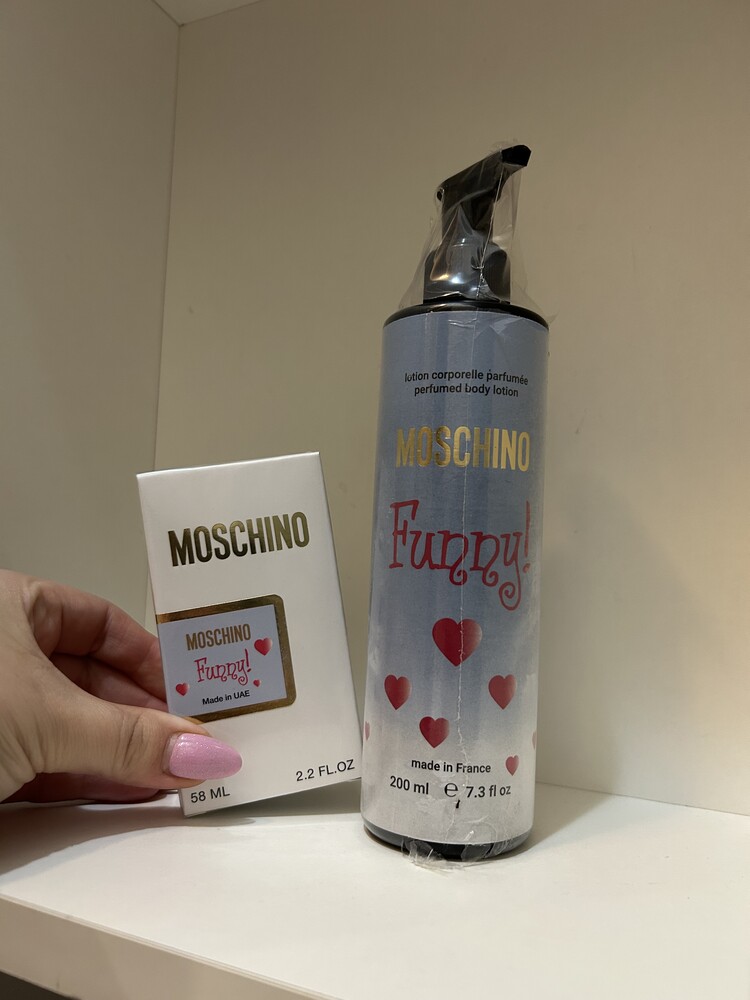 MOSCHINO
MOSCHINO
Funny!
Made in UAE
58 ML
2.2 FL.OZ
lotion corporelle parfumée
perfumed body lotion
MOSCHINO
Funny!
made in France
200 ml ℮ 7.3 fl oz